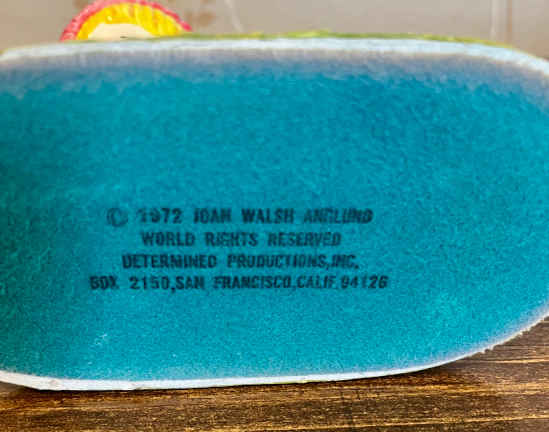 © 1972 JOAN WALSH ANGLUND
WORLD RIGHTS RESERVED
DETERMINED PRODUCTIONS,INC.
BOX 2150,SAN FRANCISCO,CALIF.94126